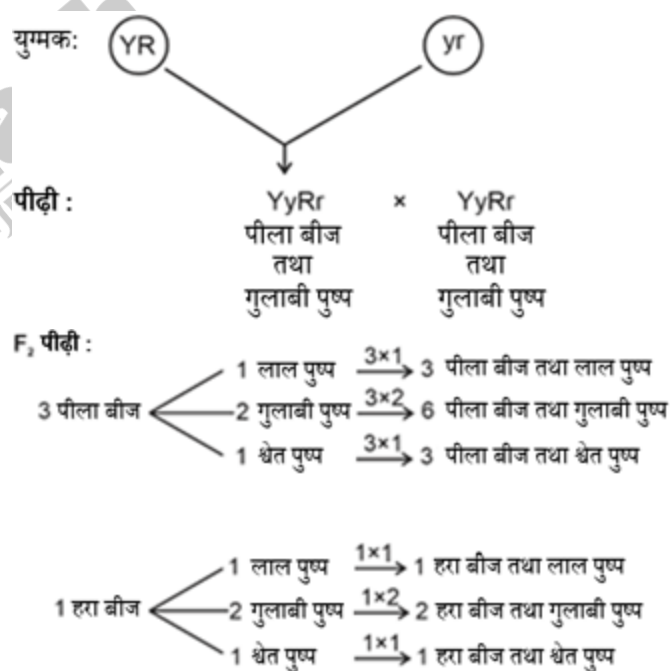 युग्मक: YR yr
पीढ़ी : YyRr × YyRr
पीला बीज पीला बीज
तथा तथा
गुलाबी पुष्प गुलाबी पुष्प
F₂ पीढ़ी :
1 लाल पुष्प 3×1 3 पीला बीज तथा लाल पुष्प
3 पीला बीज 2 गुलाबी पुष्प 3×2 6 पीला बीज तथा गुलाबी पुष्प
1 श्वेत पुष्प 3×1 3 पीला बीज तथा श्वेत पुष्प
1 लाल पुष्प 1×1 1 हरा बीज तथा लाल पुष्प
1 हरा बीज 2 गुलाबी पुष्प 1×2 2 हरा बीज तथा गुलाबी पुष्प
1 श्वेत पुष्प 1×1 1 हरा बीज तथा श्वेत पुष्प